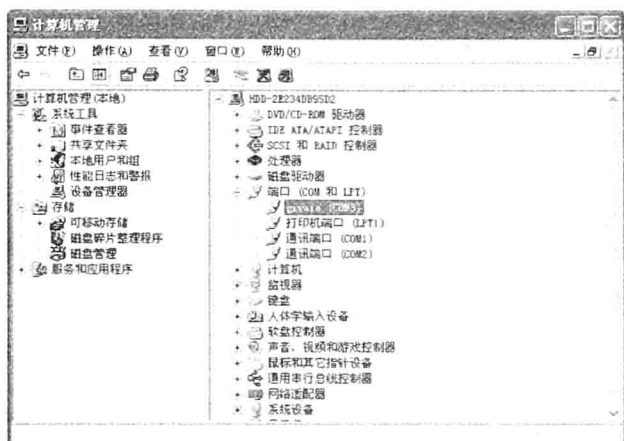 计算机管理
文件(F) 操作(A) 查看(V) 窗口(W) 帮助(H)
计算机管理(本地)
系统工具
事件查看器
共享文件夹
本地用户和组
性能日志和警报
设备管理器
存储
可移动存储
磁盘碎片整理程序
磁盘管理
服务和应用程序
HDD-2E234DB95D2
DVD/CD-ROM 驱动器
IDE ATA/ATAPI 控制器
SCSI 和 RAID 控制器
处理器
磁盘驱动器
端口 (COM 和 LPT)
打印机端口 (LPT1)
通讯端口 (COM1)
通讯端口 (COM2)
计算机
监视器
键盘
人体学输入设备
软盘控制器
声音、视频和游戏控制器
鼠标和其它指针设备
通用串行总线控制器
网络适配器
系统设备